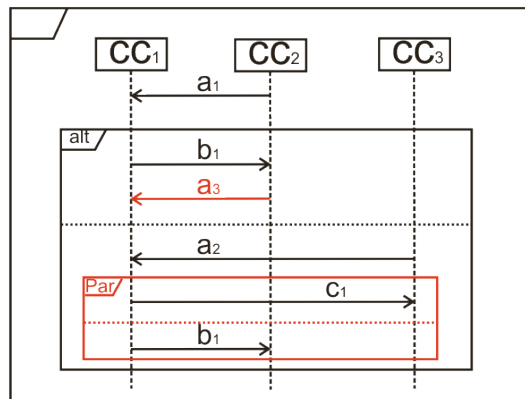 CC₁ CC₂ CC₃
a₁
alt
b₁
a₃
a₂
Par
c₁
b₁